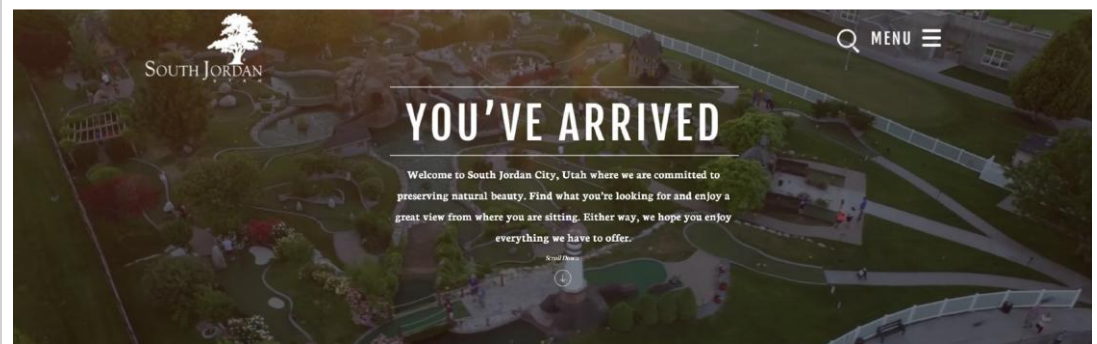 SOUTH JORDAN
UTAH
MENU
YOU'VE ARRIVED
Welcome to South Jordan City, Utah where we are committed to
preserving natural beauty. Find what you're looking for and enjoy a
great view from where you are sitting. Either way, we hope you enjoy
everything we have to offer.
Scroll Down